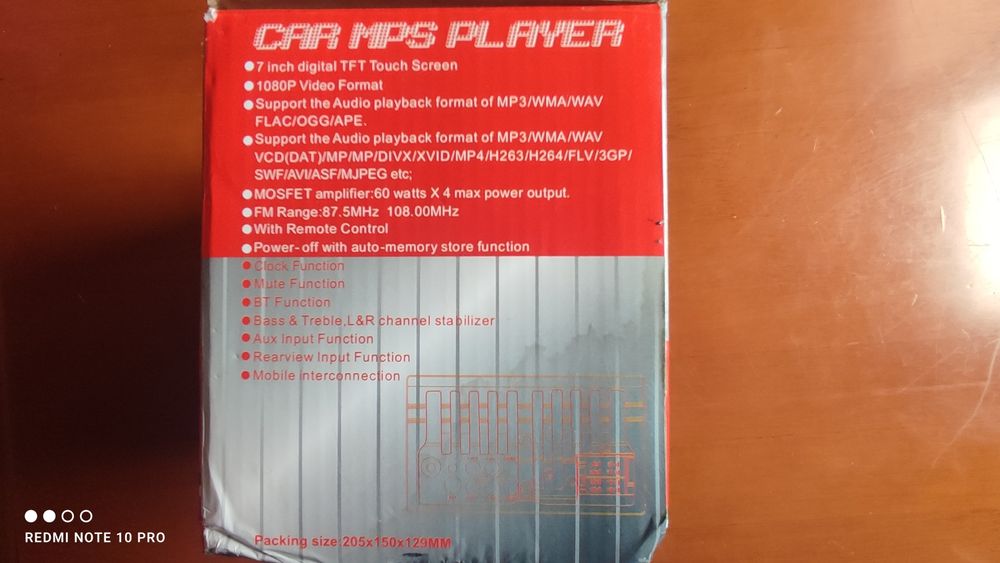 CAR MP5 PLAYER
●7 inch digital TFT Touch Screen
●1080P Video Format
●Support the Audio playback format of MP3/WMA/WAV
FLAC/OGG/APE.
●Support the Audio playback format of MP3/WMA/WAV
VCD(DAT)/MP/MP/DIVX/XVID/MP4/H263/H264/FLV/3GP/
SWF/AVI/ASF/MJPEG etc;
●MOSFET amplifier:60 watts X 4 max power output.
●FM Range:87.5MHz 108.00MHz
●With Remote Control
●Power-off with auto-memory store function
●Clock Function
●Mute Function
●BT Function
●Bass & Treble,L&R channel stabilizer
●Aux Input Function
●Rearview Input Function
●Mobile interconnection
Packing size:205x150x129MM
REDMI NOTE 10 PRO